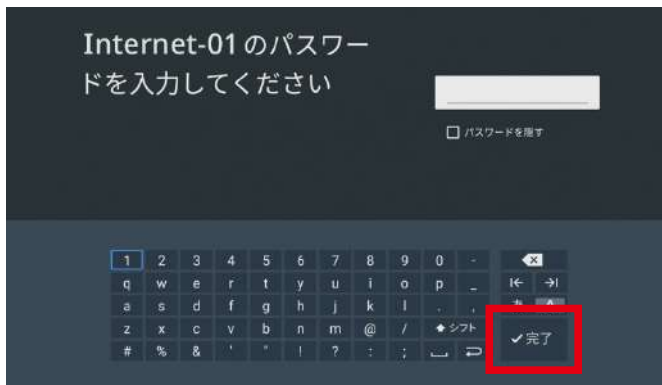 Internet-01 のパスワー
ドを入力してください
パスワードを隠す
1 2 3 4 5 6 7 8 9 0 -
q w e r t y u i o p _
a s d f g h j k l . ,
z x c v b n m @ / シフト
# % & ' " ! ? : ;
✓完了